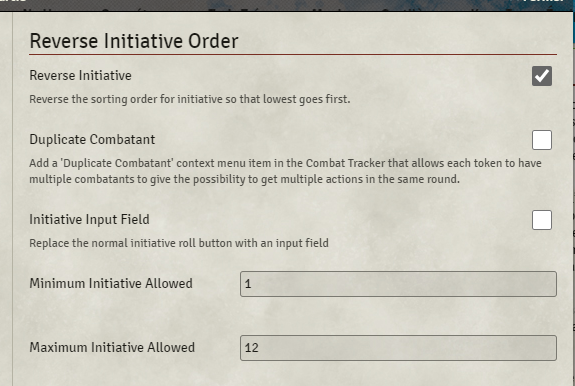 Reverse Initiative Order
Reverse Initiative
Reverse the sorting order for initiative so that lowest goes first.
Duplicate Combatant
Add a 'Duplicate Combatant' context menu item in the Combat Tracker that allows each token to have
multiple combatants to give the possibility to get multiple actions in the same round.
Initiative Input Field
Replace the normal initiative roll button with an input field
Minimum Initiative Allowed
1
Maximum Initiative Allowed
12